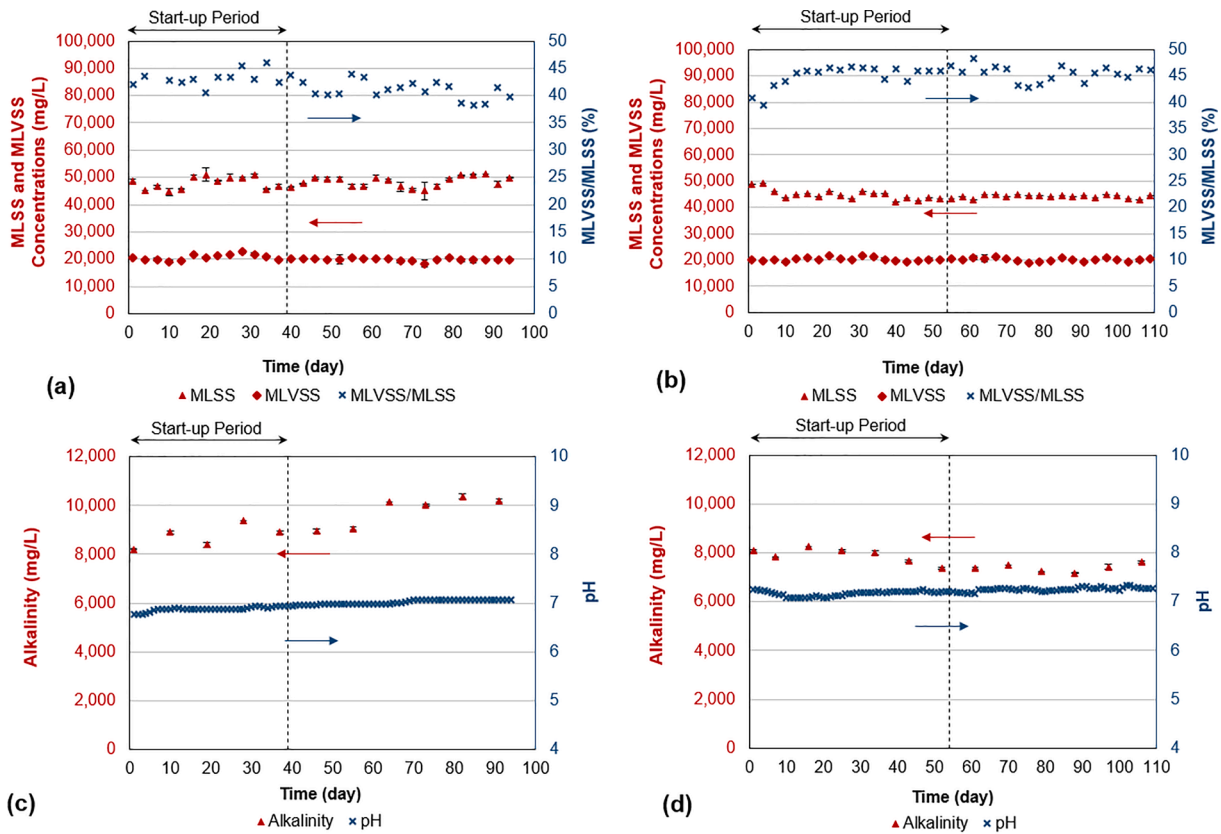 Start-up Period
100,000
90,000
80,000
70,000
60,000
50,000
40,000
30,000
20,000
10,000
0
MLSS and MLVSS
Concentrations (mg/L)
50
45
40
35
30
25
20
15
10
5
0
MLVSS/MLSS (%)
0 10 20 30 40 50 60 70 80 90 100
Time (day)
(a)
MLSS MLVSS MLVSS/MLSS
Start-up Period
100,000
90,000
80,000
70,000
60,000
50,000
40,000
30,000
20,000
10,000
0
MLSS and MLVSS
Concentrations (mg/L)
50
45
40
35
30
25
20
15
10
5
0
MLVSS/MLSS (%)
0 10 20 30 40 50 60 70 80 90 100 110
Time (day)
(b)
MLSS MLVSS MLVSS/MLSS
Start-up Period
12,000
10,000
8,000
6,000
4,000
2,000
0
Alkalinity (mg/L)
10
9
8
7
6
5
4
pH
0 10 20 30 40 50 60 70 80 90 100
Time (day)
(c)
Alkalinity pH
Start-up Period
12,000
10,000
8,000
6,000
4,000
2,000
0
Alkalinity (mg/L)
10
9
8
7
6
5
4
pH
0 10 20 30 40 50 60 70 80 90 100 110
Time (day)
(d)
Alkalinity pH